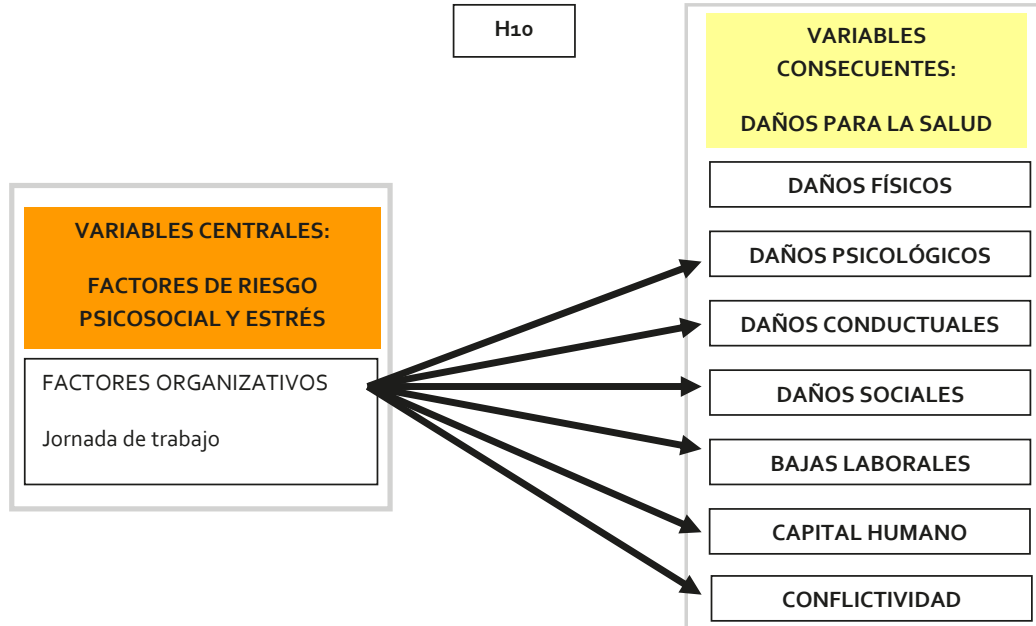 H10
VARIABLES
CONSECUENTES:
DAÑOS PARA LA SALUD
DAÑOS FÍSICOS
VARIABLES CENTRALES:
FACTORES DE RIESGO
PSICOSOCIAL Y ESTRÉS
FACTORES ORGANIZATIVOS
Jornada de trabajo
DAÑOS PSICOLÓGICOS
DAÑOS CONDUCTUALES
DAÑOS SOCIALES
BAJAS LABORALES
CAPITAL HUMANO
CONFLICTIVIDAD